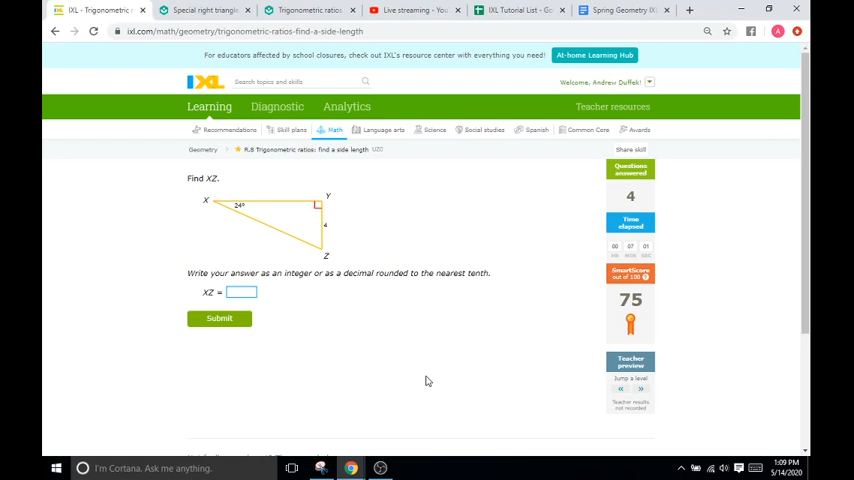 IXL - Trigonometric r
Special right triangle
Trigonometric ratios
Live streaming - You
IXL Tutorial List - Goo
Spring Geometry IXL
ixl.com/math/geometry/trigonometric-ratios-find-a-side-length
For educators affected by school closures, check out IXL's resource center with everything you need!
At-home Learning Hub
IXL
Search topics and skills
Welcome, Andrew Duffek!
Learning
Diagnostic
Analytics
Teacher resources
Recommendations
Skill plans
Math
Language arts
Science
Social studies
Spanish
Common Core
Awards
Geometry
R.8 Trigonometric ratios: find a side length
UZC
Share skill
Find XZ.
X
24°
Y
4
Z
Write your answer as an integer or as a decimal rounded to the nearest tenth.
XZ =
Submit
Questions
answered
4
Time
elapsed
00 07 01
HR MIN SEC
SmartScore
out of 100
75
Teacher
preview
Jump a level
Teacher results
not recorded
I'm Cortana. Ask me anything.
1:09 PM
5/14/2020